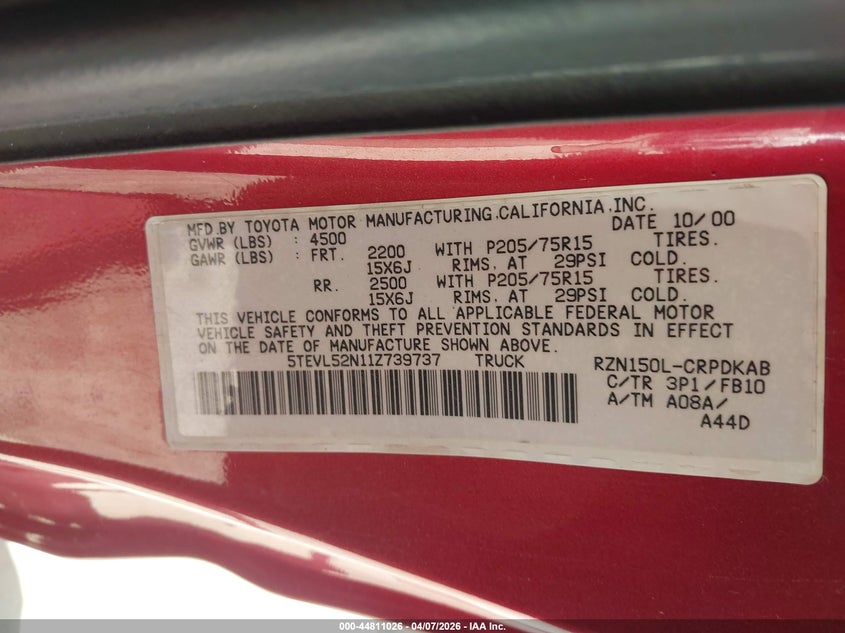 MFD.BY TOYOTA MOTOR MANUFACTURING,CALIFORNIA,INC.
DATE 10/00
GVWR (LBS) : 4500
GAWR (LBS) : FRT. 2200 WITH P205/75R15 TIRES.
15X6J RIMS. AT 29PSI COLD.
RR. 2500 WITH P205/75R15 TIRES.
15X6J RIMS. AT 29PSI COLD.
THIS VEHICLE CONFORMS TO ALL APPLICABLE FEDERAL MOTOR
VEHICLE SAFETY AND THEFT PREVENTION STANDARDS IN EFFECT
ON THE DATE OF MANUFACTURE SHOWN ABOVE.
5TEVL52N11Z739737 TRUCK RZN150L-CRPDKAB
C/TR 3P1/FB10
A/TM A08A/
A44D
000-44811026 - 04/07/2026 - IAA Inc.